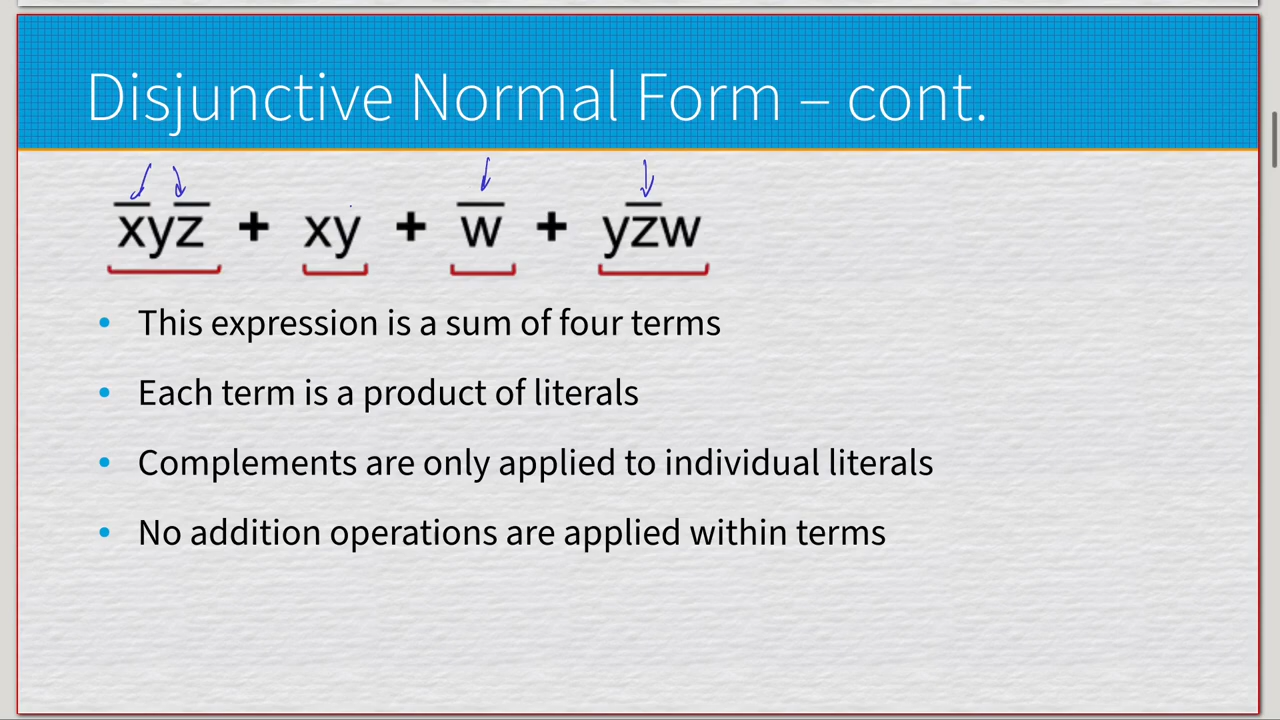 Disjunctive Normal Form – cont.
x̅yz̅ + xy + w̅ + yz̅w
• This expression is a sum of four terms
• Each term is a product of literals
• Complements are only applied to individual literals
• No addition operations are applied within terms